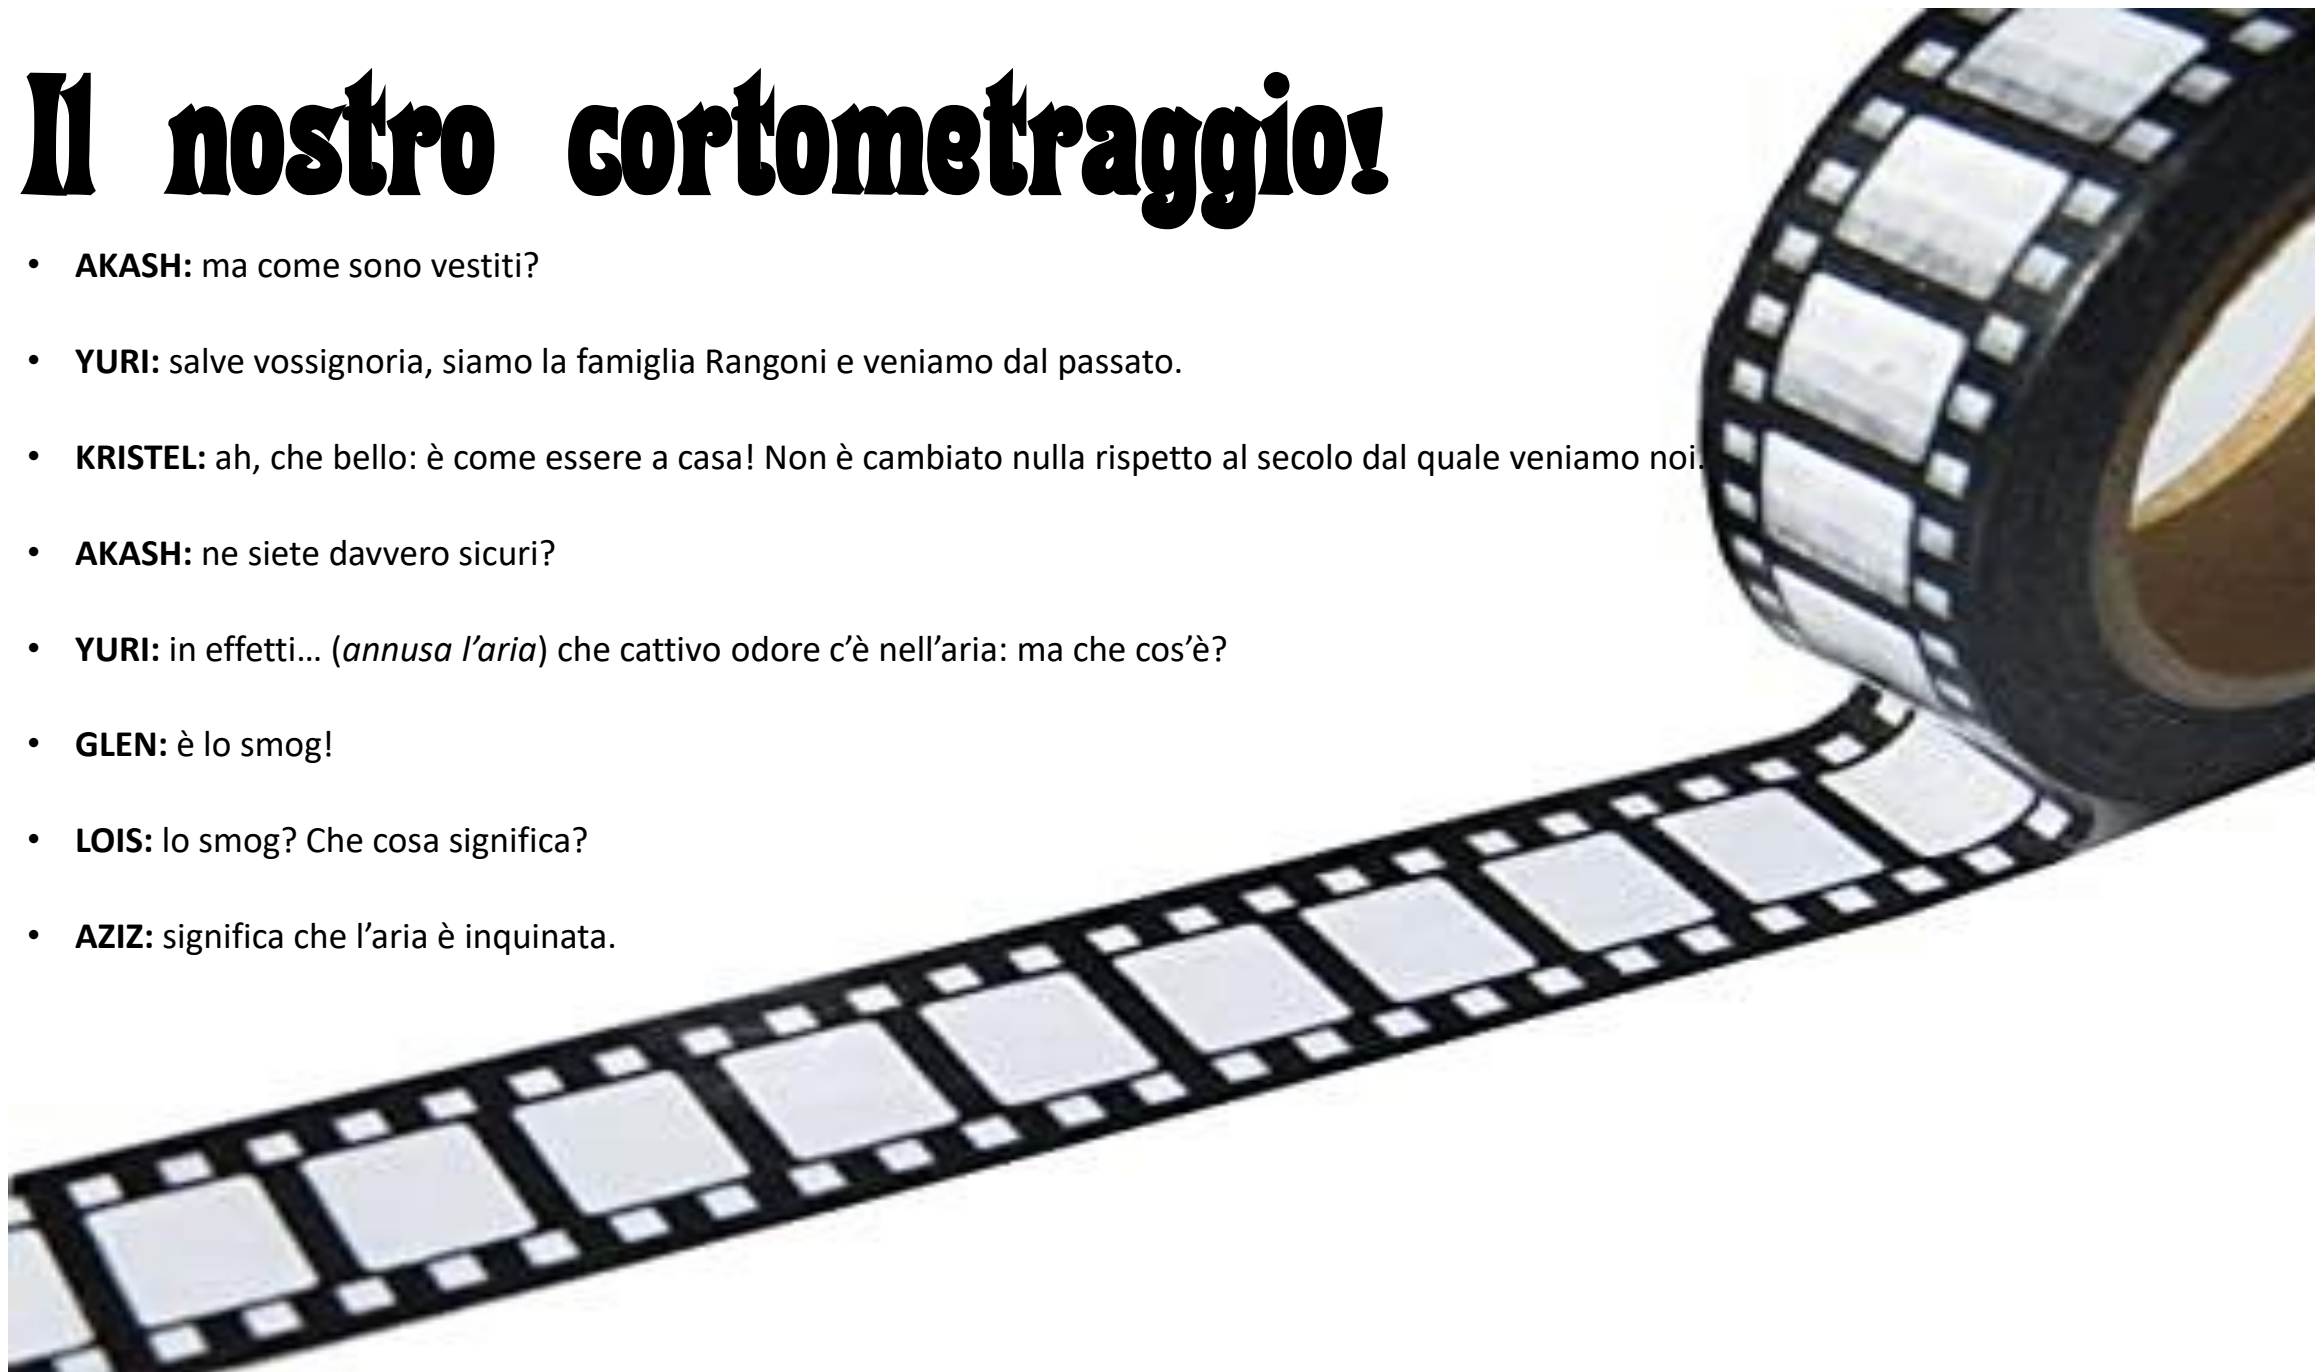 Il nostro cortometraggio!
• AKASH: ma come sono vestiti?
• YURI: salve vossignoria, siamo la famiglia Rangoni e veniamo dal passato.
• KRISTEL: ah, che bello: è come essere a casa! Non è cambiato nulla rispetto al secolo dal quale veniamo noi.
• AKASH: ne siete davvero sicuri?
• YURI: in effetti… (annusa l’aria) che cattivo odore c’è nell’aria: ma che cos’è?
• GLEN: è lo smog!
• LOIS: lo smog? Che cosa significa?
• AZIZ: significa che l’aria è inquinata.